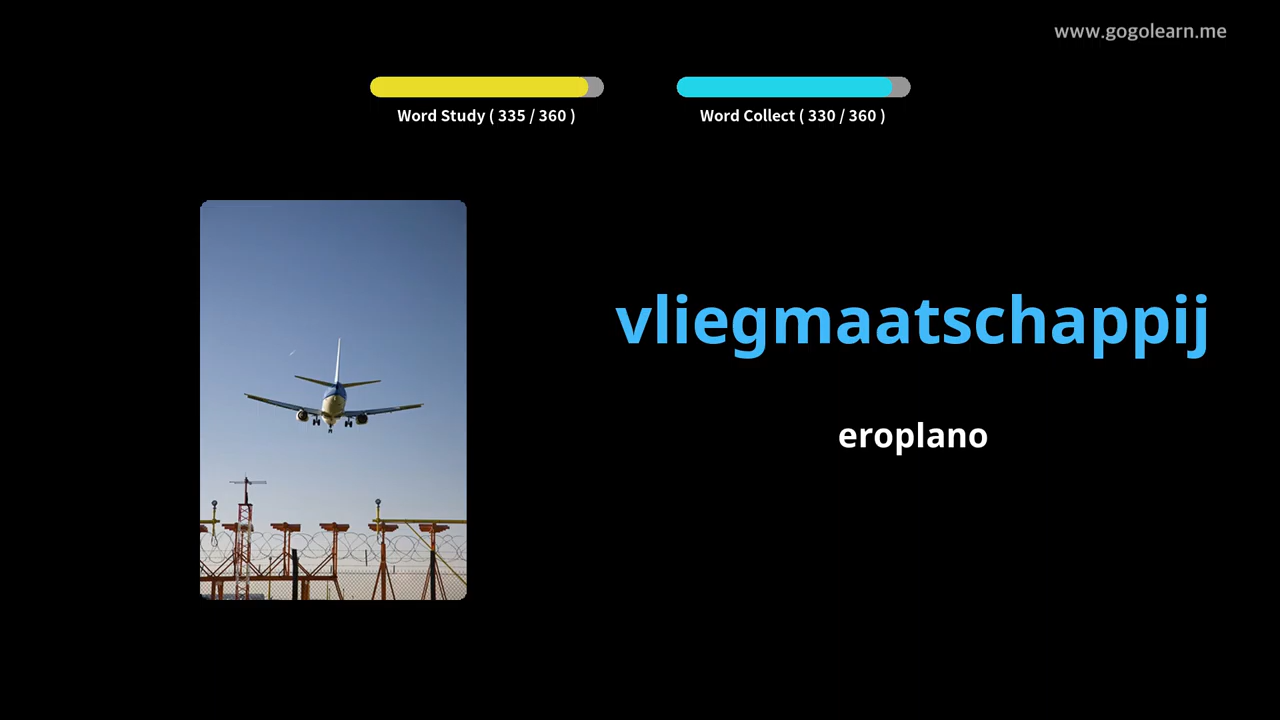 www.gogolearn.me
Word Study ( 335 / 360 )
Word Collect ( 330 / 360 )
vliegmaatschappij
eroplano